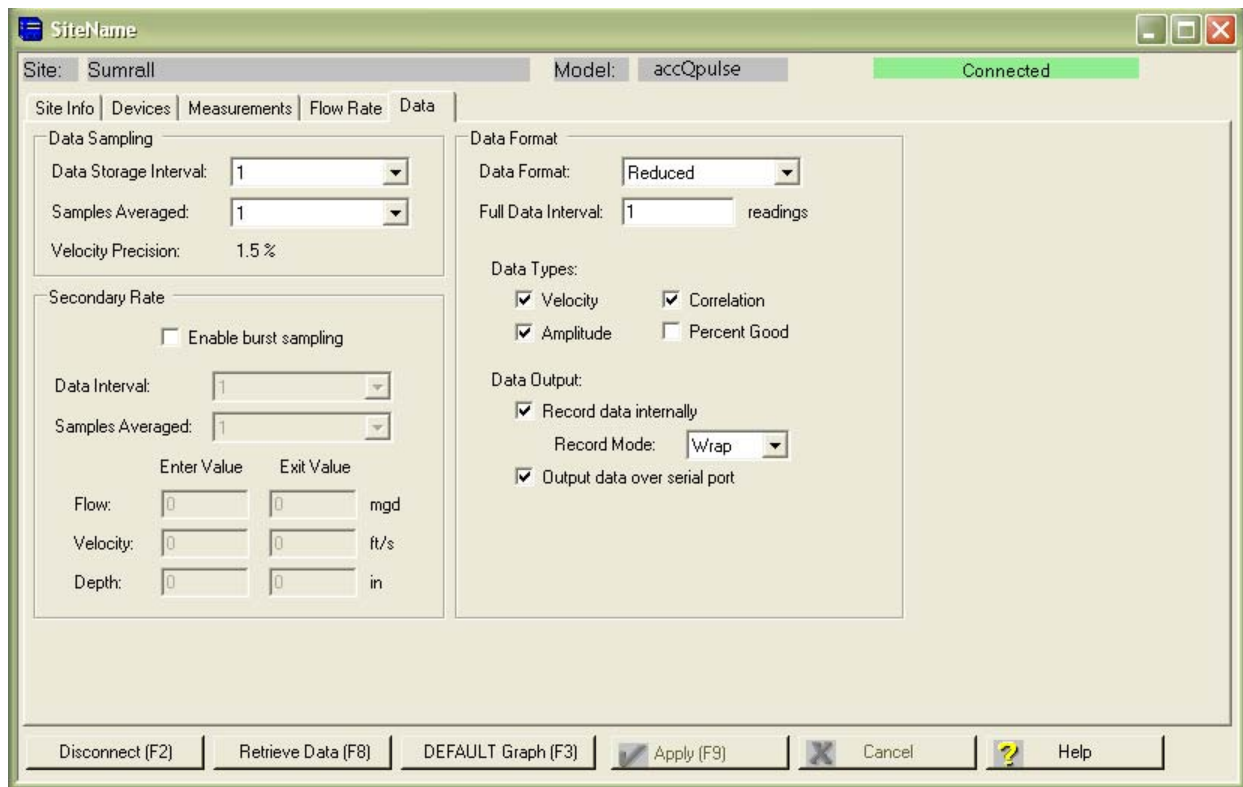 SiteName
Site: Sumrall Model: accQpulse Connected
Site Info Devices Measurements Flow Rate Data
Data Sampling
Data Storage Interval: 1
Samples Averaged: 1
Velocity Precision: 1.5 %
Secondary Rate
Enable burst sampling
Data Interval: 1
Samples Averaged: 1
Enter Value Exit Value
Flow: 0 0 mgd
Velocity: 0 0 ft/s
Depth: 0 0 in
Data Format
Data Format: Reduced
Full Data Interval: 1 readings
Data Types:
Velocity Correlation
Amplitude Percent Good
Data Output:
Record data internally
Record Mode: Wrap
Output data over serial port
Disconnect (F2) Retrieve Data (F8) DEFAULT Graph (F3) Apply (F9) Cancel Help